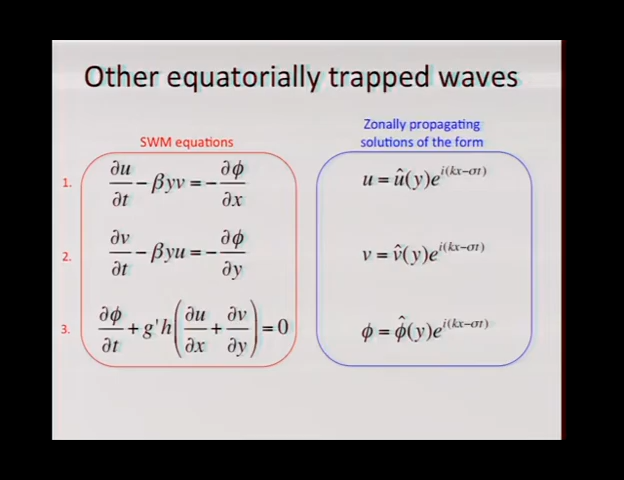 Other equatorially trapped waves
SWM equations
Zonally propagating
solutions of the form
1. ∂u/∂t − βyv = −∂ϕ/∂x
u = û(y)e^{i(kx−σt)}
2. ∂v/∂t − βyu = −∂ϕ/∂y
v = v̂(y)e^{i(kx−σt)}
3. ∂ϕ/∂t + g'h(∂u/∂x + ∂v/∂y) = 0
ϕ = ϕ̂(y)e^{i(kx−σt)}